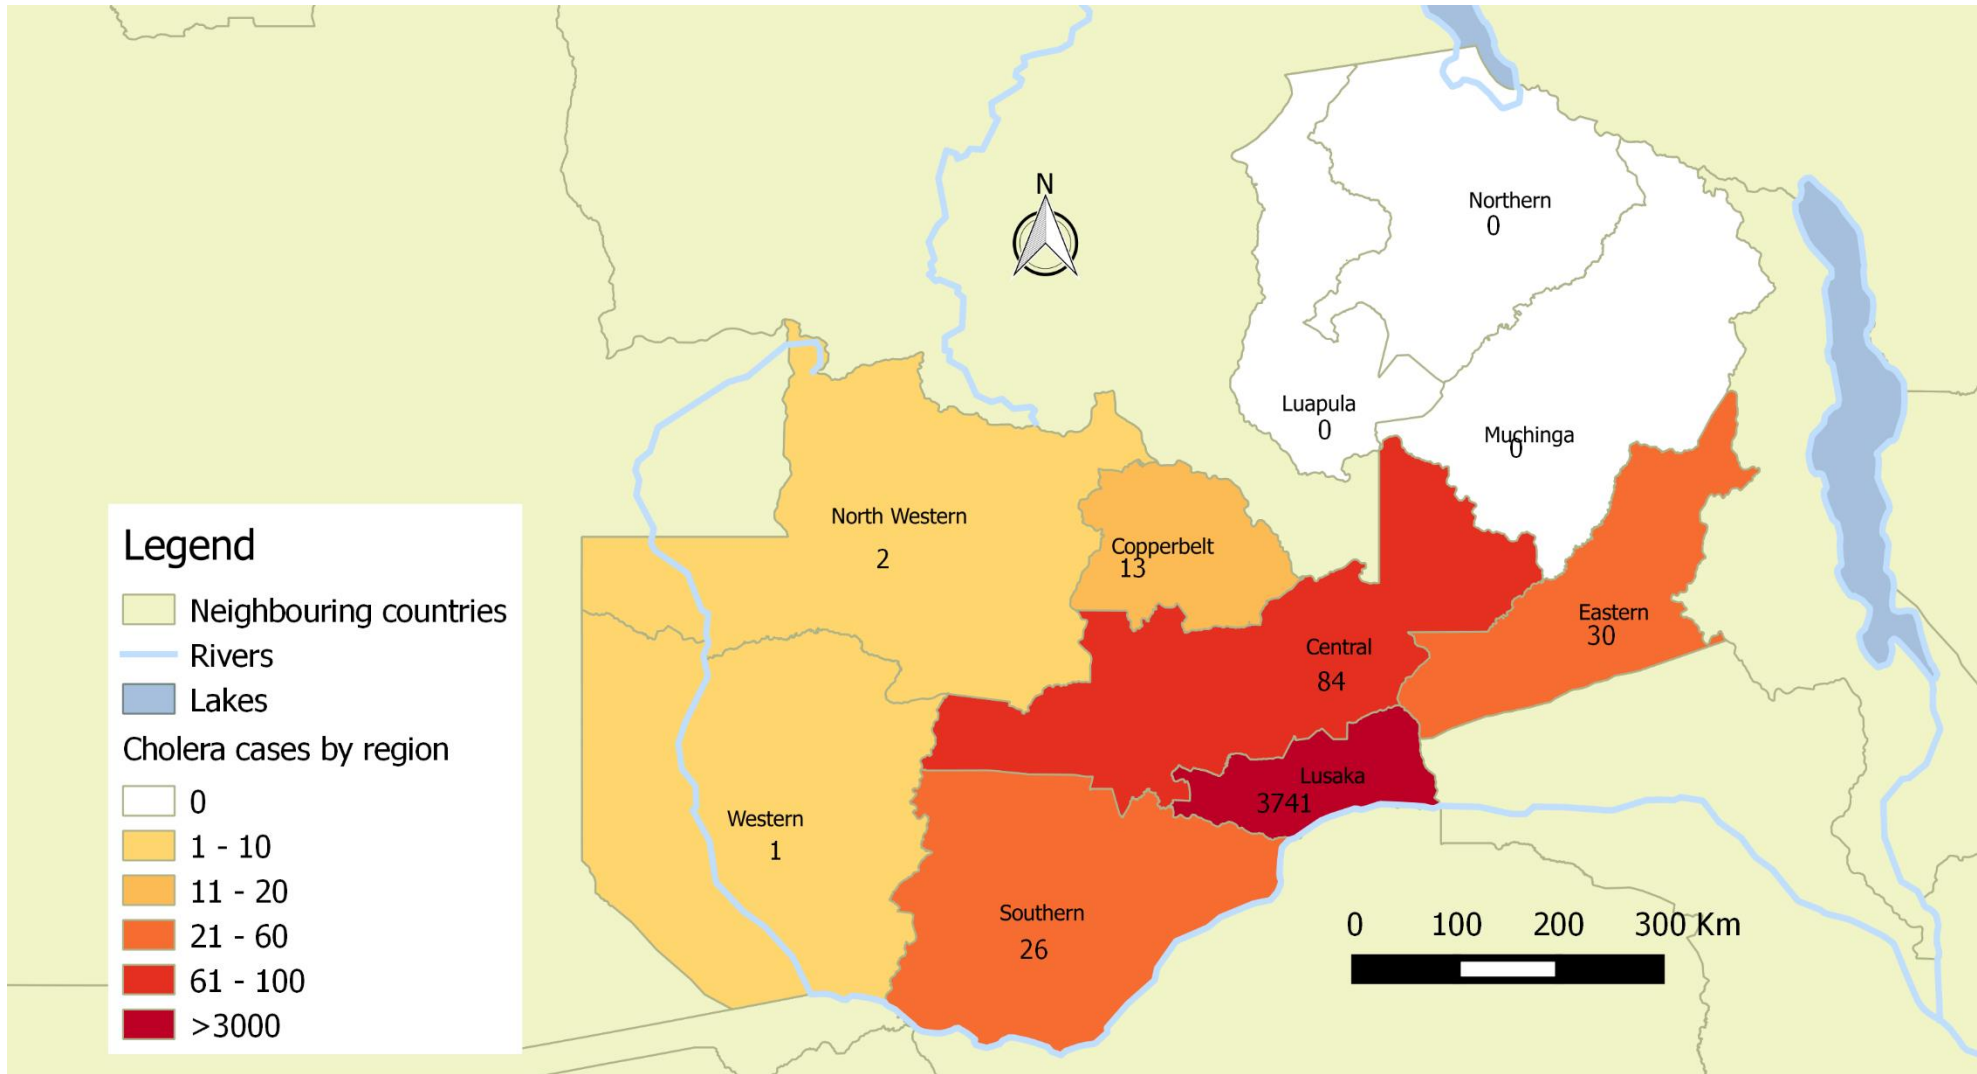 N
Northern
0
Luapula
0
Muchinga
0
North Western
2
Copperbelt
13
Eastern
30
Central
84
Lusaka
3741
Western
1
Southern
26
Legend
Neighbouring countries
Rivers
Lakes
Cholera cases by region
0
1 - 10
11 - 20
21 - 60
61 - 100
>3000
0 100 200 300 Km